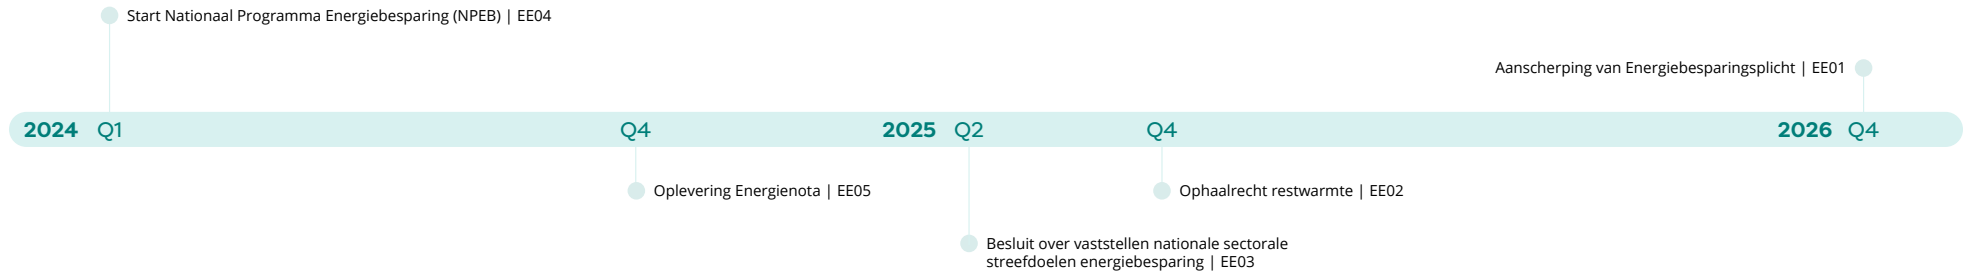 Start Nationaal Programma Energiebesparing (NPEB) | EE04
Aanscherping van Energiebesparingsplicht | EE01
2024 Q1 Q4 2025 Q2 Q4 2026 Q4
Oplevering Energienota | EE05
Ophaalrecht restwarmte | EE02
Besluit over vaststellen nationale sectorale
streefdoelen energiebesparing | EE03